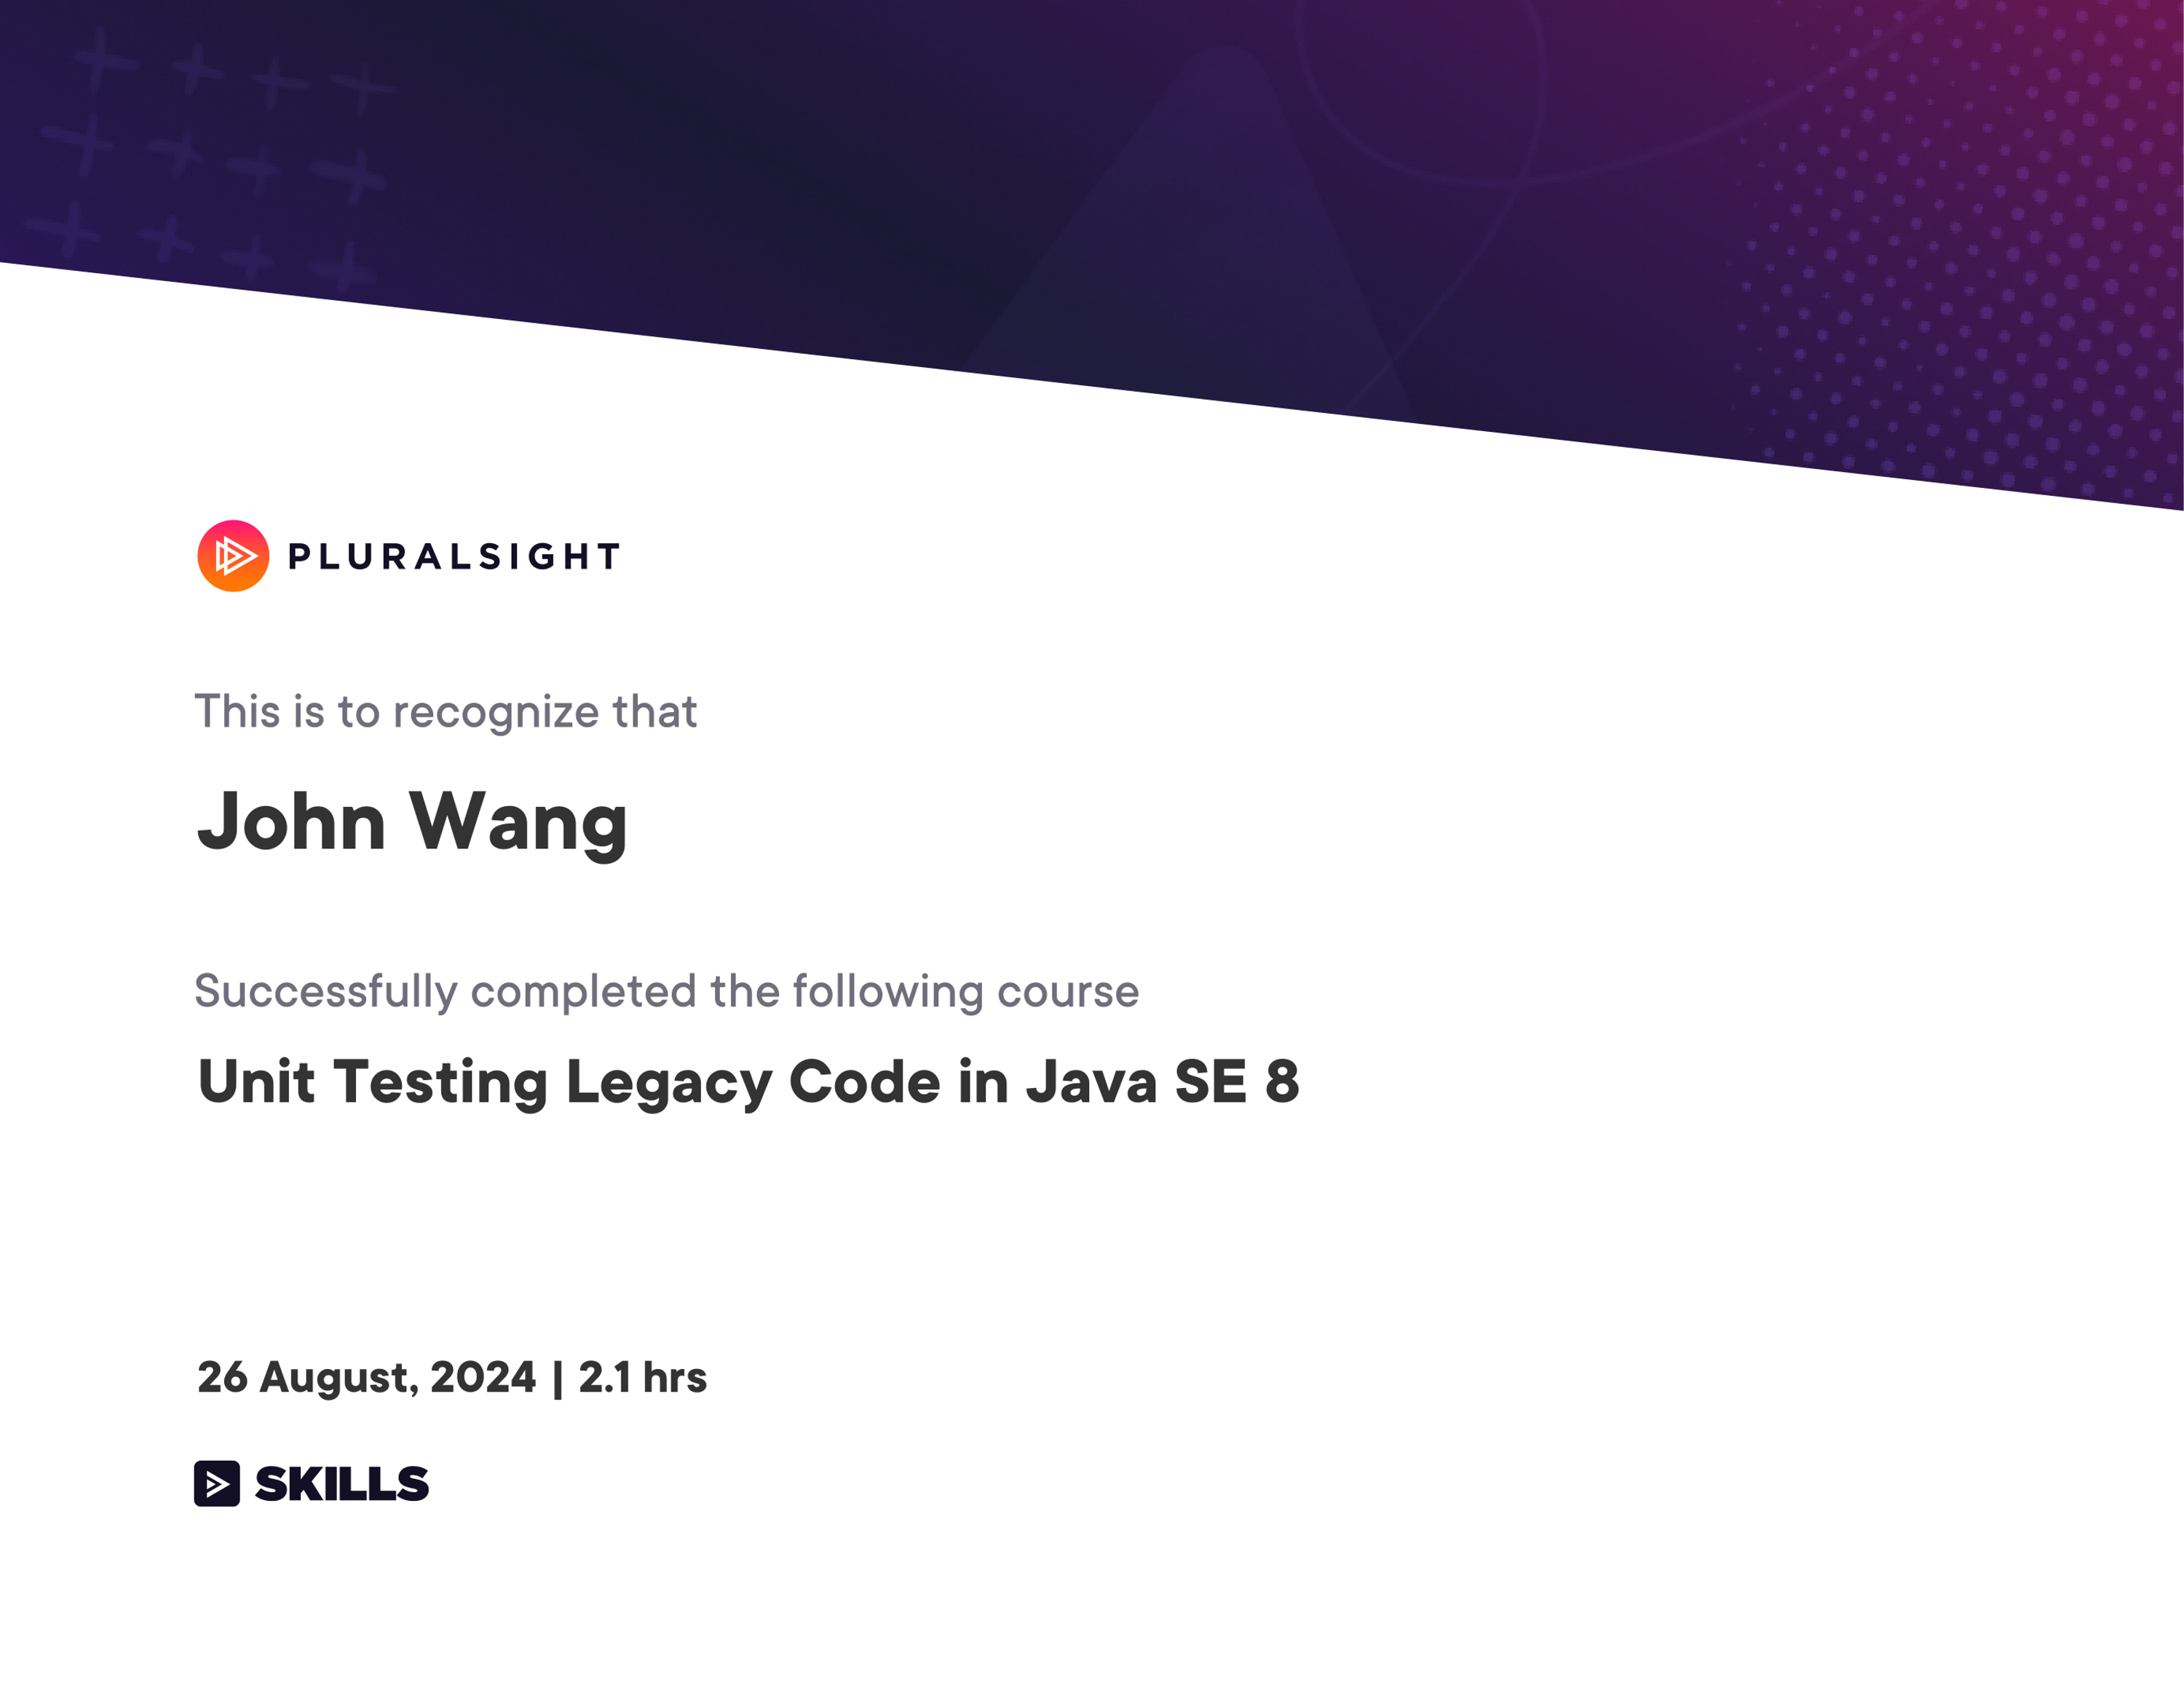 PLURALSIGHT
This is to recognize that
John Wang
Successfully completed the following course
Unit Testing Legacy Code in Java SE 8
26 August, 2024 | 2.1 hrs
SKILLS